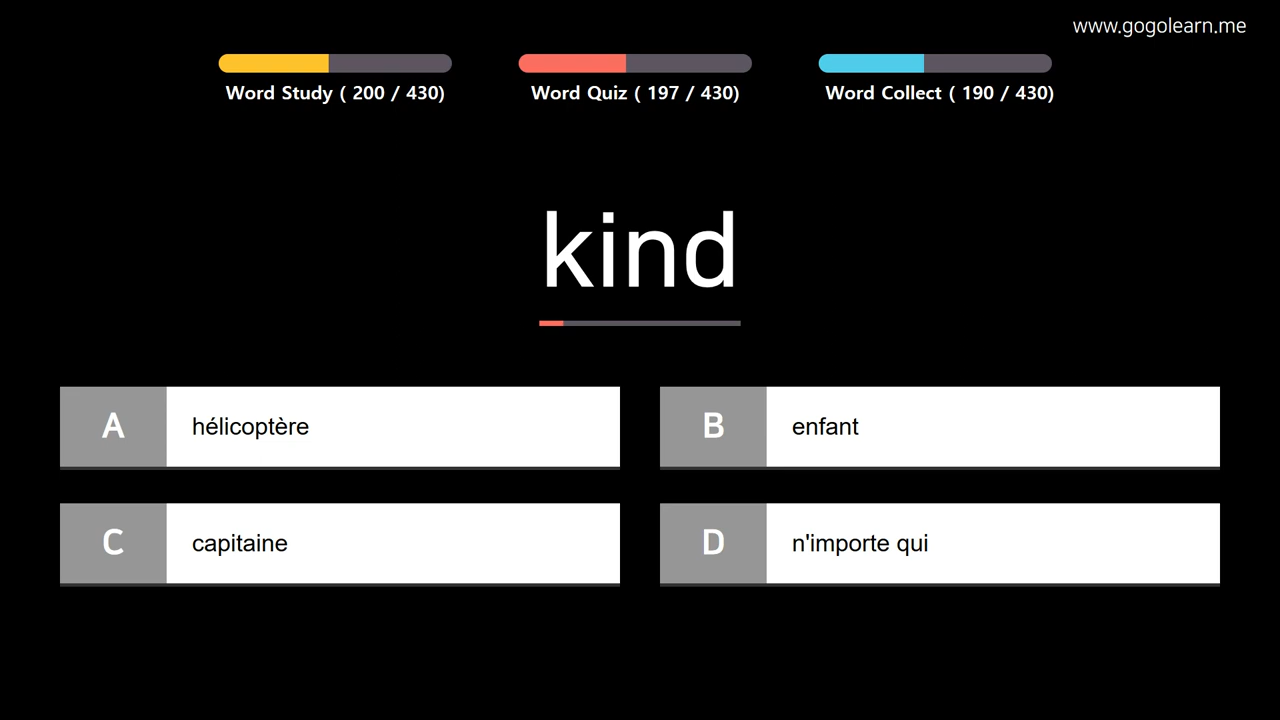 www.gogolearn.me
Word Study ( 200 / 430)
Word Quiz ( 197 / 430)
Word Collect ( 190 / 430)
kind
A hélicoptère
B enfant
C capitaine
D n'importe qui